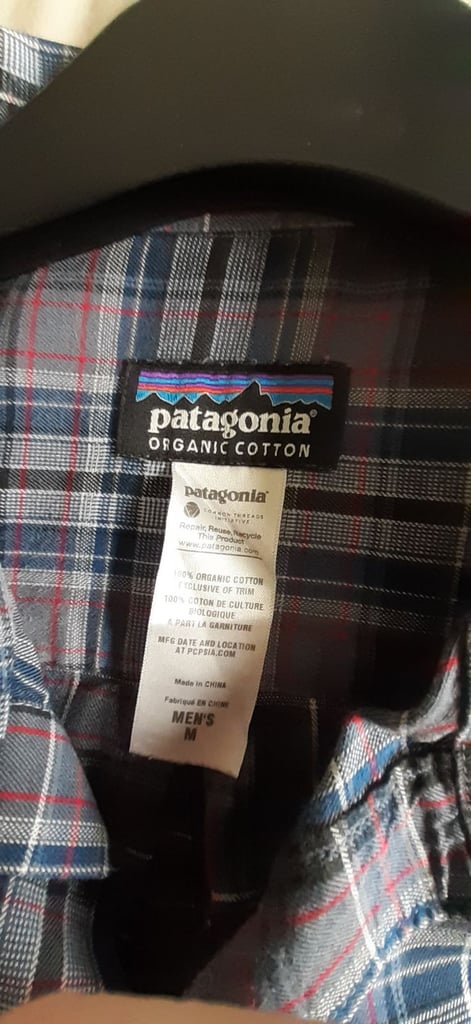 patagonia®
ORGANIC COTTON
patagonia®
COMMON THREADS
INITIATIVE
Repair, Reuse, Recycle
This Product
www.patagonia.com
100% ORGANIC COTTON
EXCLUSIVE OF TRIM
100% COTON DE CULTURE
BIOLOGIQUE
A PART LA GARNITURE
MFG DATE AND LOCATION
AT PCPSIA.COM
Made in CHINA
Fabriqué EN CHINE
MEN'S
M